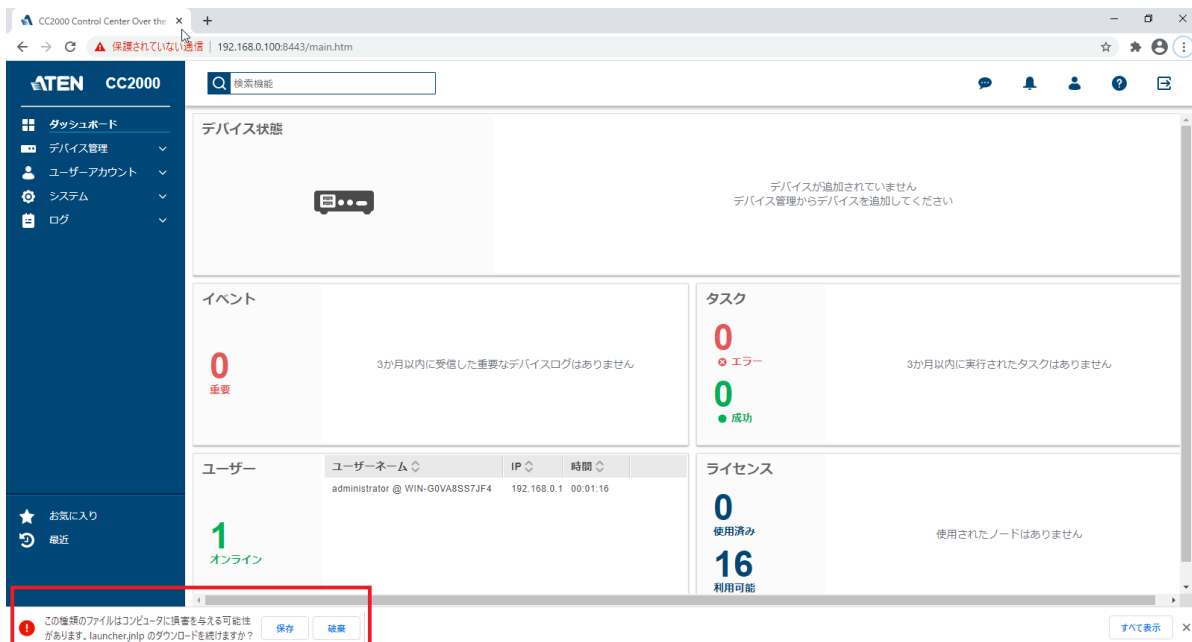 CC2000 Control Center Over the
保護されていない通信 | 192.168.0.100:8443/main.htm
ATEN CC2000
検索機能
ダッシュボード
デバイス管理
ユーザーアカウント
システム
ログ
お気に入り
最近
デバイス状態
デバイスが追加されていません
デバイス管理からデバイスを追加してください
イベント
0
重要
3か月以内に受信した重要なデバイスログはありません
タスク
0
エラー
0
成功
3か月以内に実行されたタスクはありません
ユーザー
1
オンライン
ユーザーネーム IP 時間
administrator @ WIN-G0VA8SS7JF4 192.168.0.1 00:01:16
ライセンス
0
使用済み
16
利用可能
使用されたノードはありません
この種類のファイルはコンピュータに損害を与える可能性
があります。launcher.jnlp のダウンロードを続けますか?
保存 破棄
すべて表示